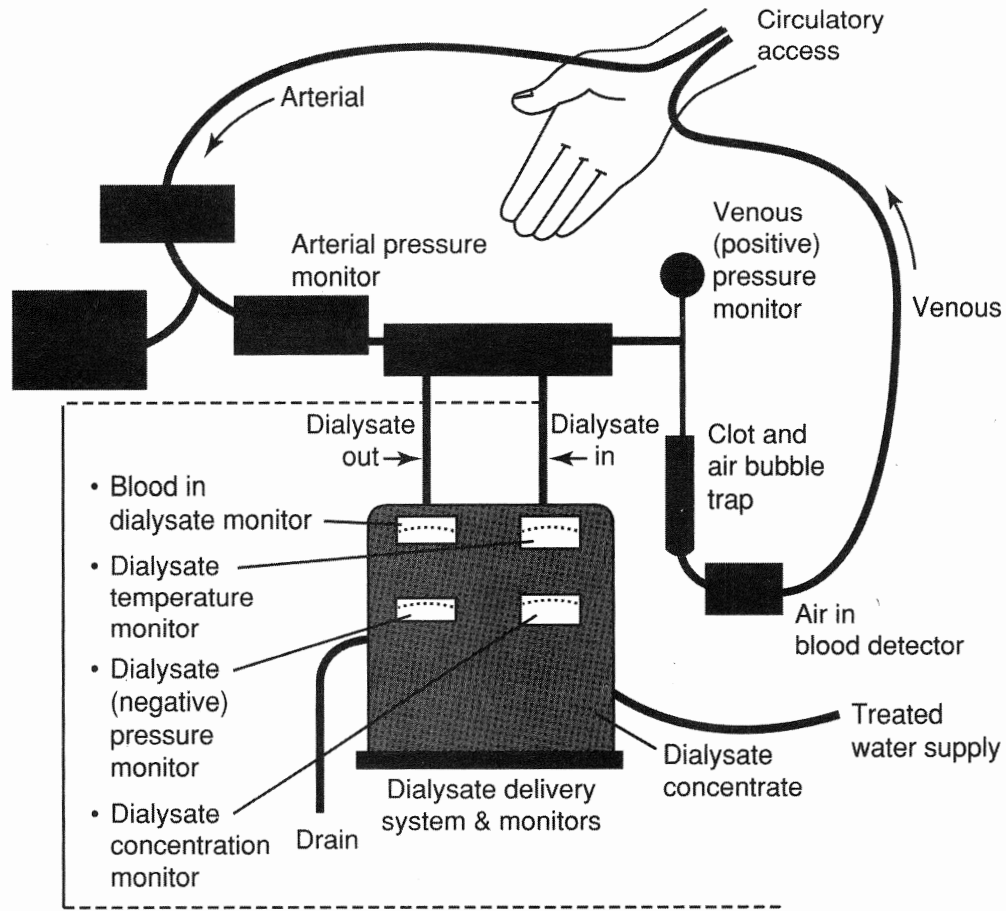 Circulatory
access
Arterial
Arterial pressure
monitor
Venous
(positive)
pressure
monitor
Venous
Dialysate
out
Dialysate
in
Clot and
air bubble
trap
• Blood in
dialysate monitor
• Dialysate
temperature
monitor
• Dialysate
(negative)
pressure
monitor
• Dialysate
concentration
monitor
Air in
blood detector
Treated
water supply
Dialysate
concentrate
Drain
Dialysate delivery
system & monitors